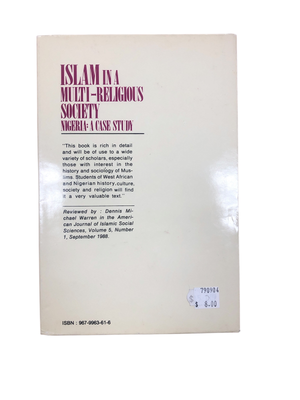 ISLAM IN A
MULTI-RELIGIOUS
SOCIETY
NIGERIA: A CASE STUDY
"This book is rich in detail
and will be of use to a wide
variety of scholars, especially
those with interest in the
history and sociology of Mus-
lims. Students of West African
and Nigerian history, culture,
society and religion will find
it a very valuable text."
Reviewed by : Dennis Mi-
chael Warren in the Ameri-
can Journal of Islamic Social
Sciences, Volume 5, Number
1, September 1988.
790904
$ 8.00
ISBN : 967-9963-61-6